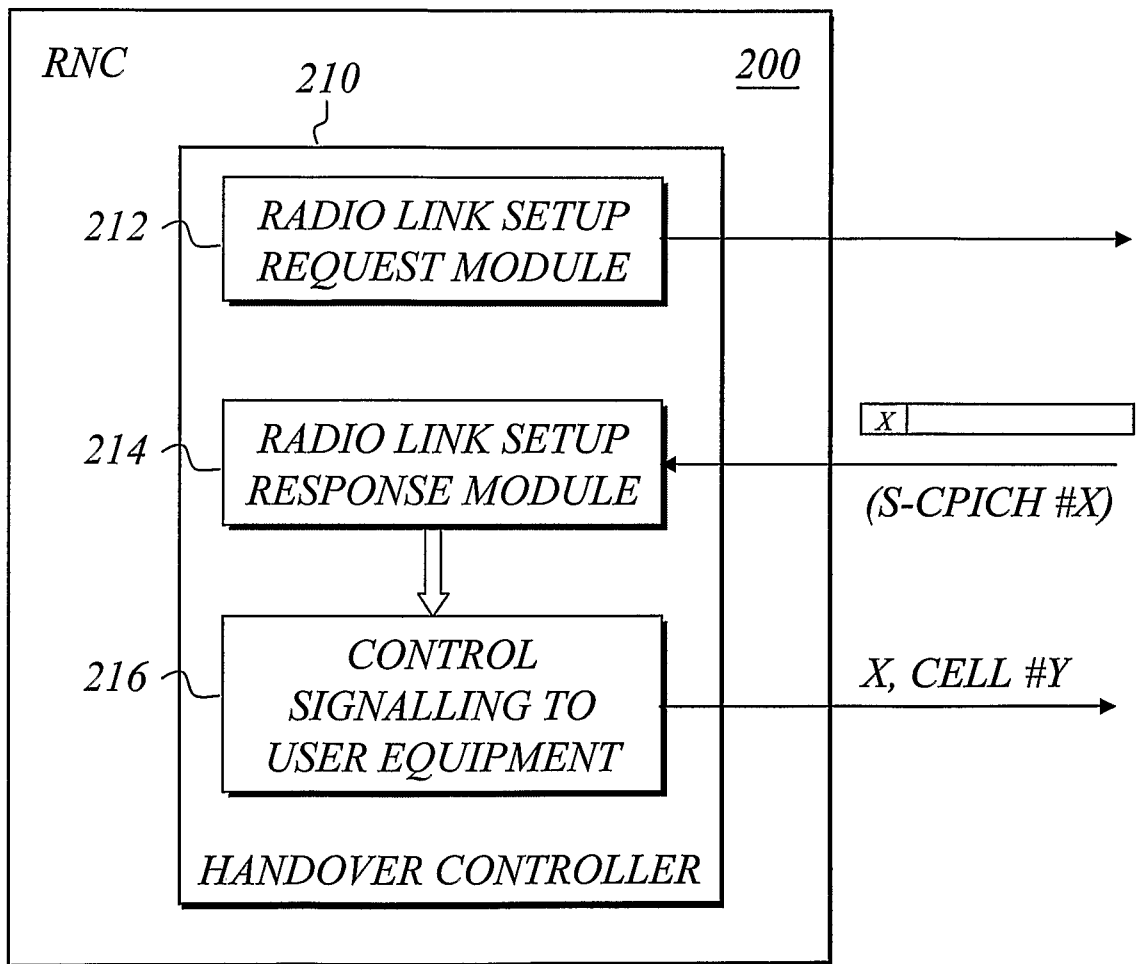 RNC
200
210
212
RADIO LINK SETUP
REQUEST MODULE
X
214
RADIO LINK SETUP
RESPONSE MODULE
(S-CPICH #X)
216
CONTROL
SIGNALLING TO
USER EQUIPMENT
X, CELL #Y
HANDOVER CONTROLLER